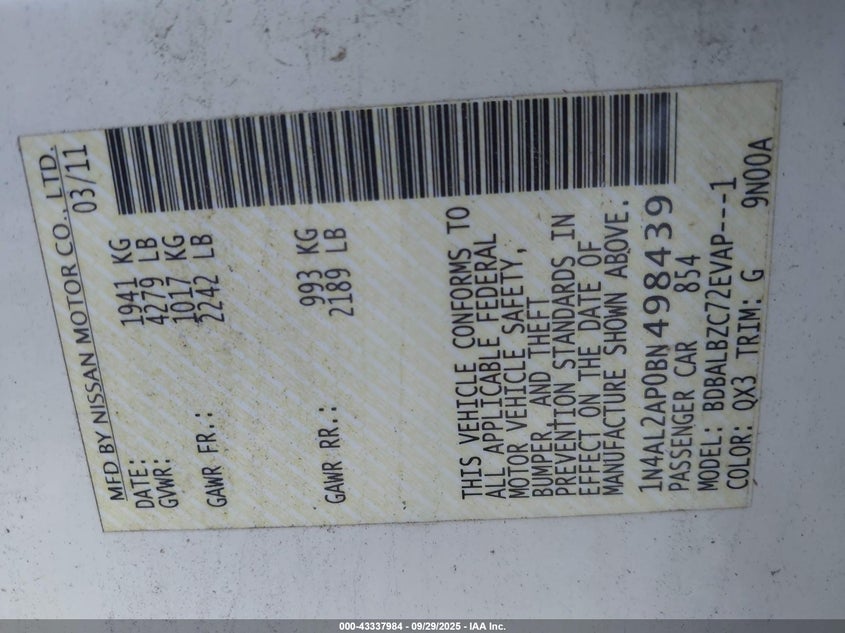 MFD BY NISSAN MOTOR CO., LTD.
DATE: 03/11
GVWR: 1941 KG
4279 LB
GAWR FR.: 1017 KG
2242 LB
GAWR RR.: 993 KG
2189 LB
THIS VEHICLE CONFORMS TO
ALL APPLICABLE FEDERAL
MOTOR VEHICLE SAFETY,
BUMPER, AND THEFT
PREVENTION STANDARDS IN
EFFECT ON THE DATE OF
MANUFACTURE SHOWN ABOVE.
1N4AL2AP0BN498439
PASSENGER CAR 854
MODEL: BDBALBZC72EVAP---1
COLOR: QX3 TRIM: G 9N00A
000-43337984 - 09/29/2025 - IAA Inc.